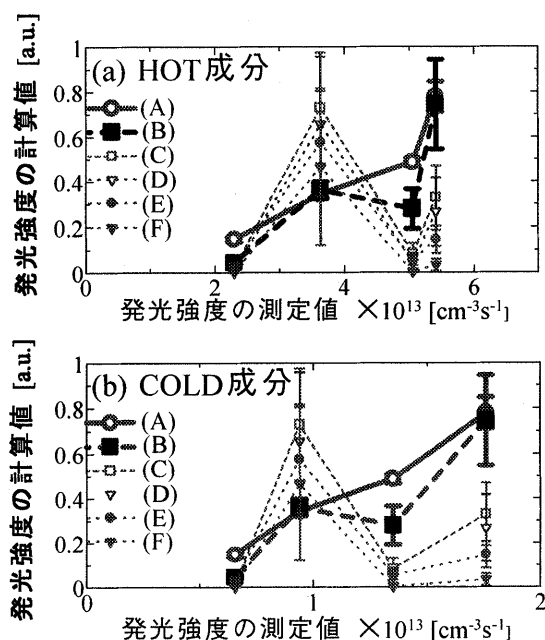 発光強度の計算値 [a.u.]
1
0.8
0.6
0.4
0.2
0
(a) HOT成分
(A)
(B)
(C)
(D)
(E)
(F)
2
4
6
発光強度の測定値 ×10¹³ [cm⁻³s⁻¹]
発光強度の計算値 [a.u.]
1
0.8
0.6
0.4
0.2
0
(b) COLD成分
(A)
(B)
(C)
(D)
(E)
(F)
0
1
2
発光強度の測定値 ×10¹³ [cm⁻³s⁻¹]